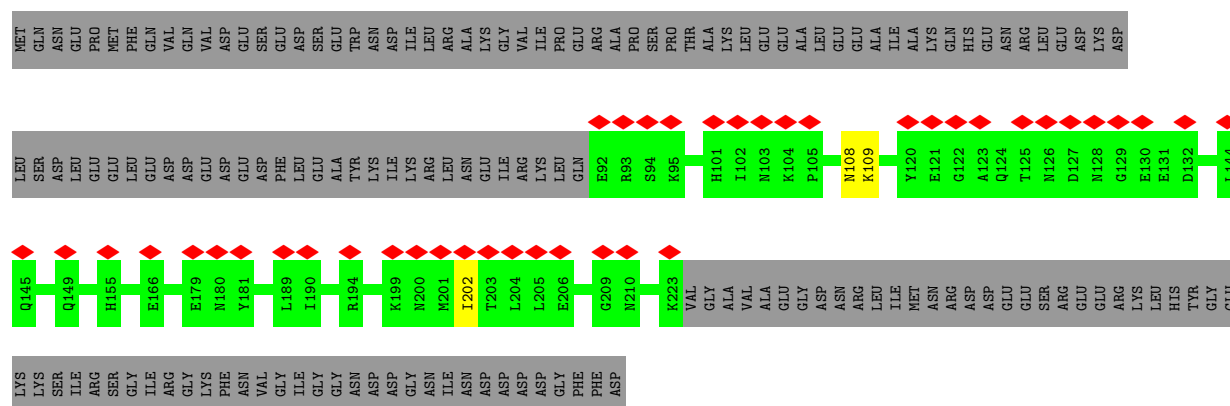 MET GLN ASN GLU PRO MET PHE GLN VAL GLN VAL ASP GLU SER GLU ASP SER GLU TRP ASN ASP ILE LEU ARG ALA LYS GLY VAL ILE PRO GLU ARG ALA PRO SER PRO THR ALA LYS LEU GLU GLU ALA LEU GLU GLU ALA ILE ALA LYS GLN HIS GLU ASN ARG LEU GLU ASP LYS ASP
LEU SER ASP LEU GLU GLU LEU GLU ASP ASP GLU ASP GLU ASP PHE LEU GLU ALA TYR LYS ILE LYS ARG LEU ASN GLU ILE ARG LYS LEU GLN E92 R93 S94 K95 H101 I102 N103 K104 P105 N108 K109 Y120 E121 G122 A123 Q124 T125 N126 D127 N128 G129 E130 E131 D132 L144
Q145 Q149 H155 E166 E179 N180 Y181 L189 I190 R194 K199 N200 M201 I202 T203 L204 L205 E206 G209 N210 K223 VAL GLY ALA VAL ALA GLU GLY ASP ASN ARG LEU ILE MET ASN ARG ASP ASP GLU GLU SER ARG GLU GLU ARG LYS LEU HIS TYR GLY
LYS LYS SER ILE ARG SER GLY ILE ARG GLY LYS PHE ASN VAL GLY ILE GLY GLY ASN ASP ASP GLY ASN ILE ASN ASP ASP ASP ASP GLY PHE PHE ASP